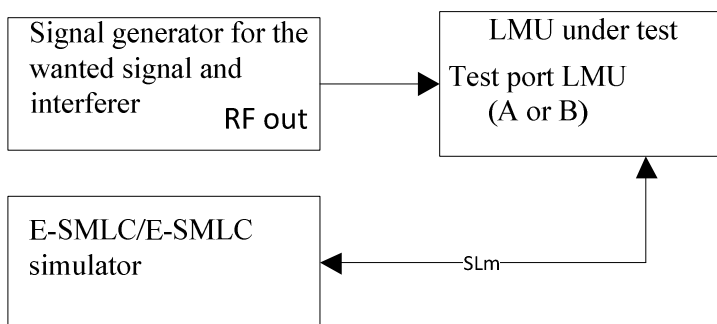 Signal generator for the
wanted signal and
interferer
RF out
LMU under test
Test port LMU
(A or B)
E-SMLC/E-SMLC
simulator
SLm